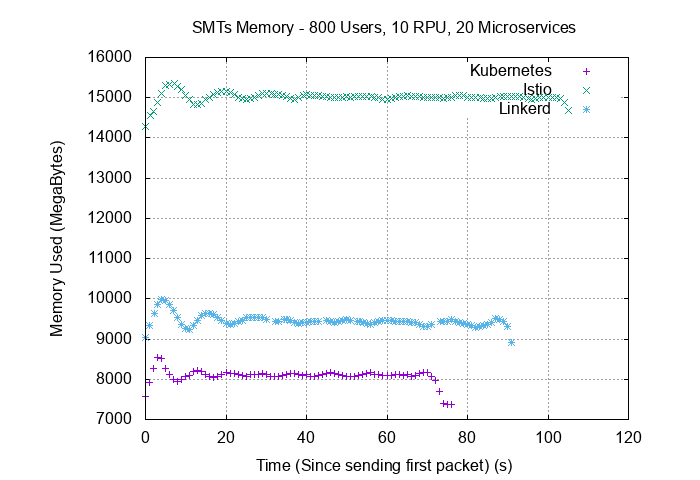 SMTs Memory - 800 Users, 10 RPU, 20 Microservices
16000
15000
14000
13000
12000
11000
10000
9000
8000
7000
Memory Used (MegaBytes)
Kubernetes
Istio
Linkerd
0 20 40 60 80 100 120
Time (Since sending first packet) (s)